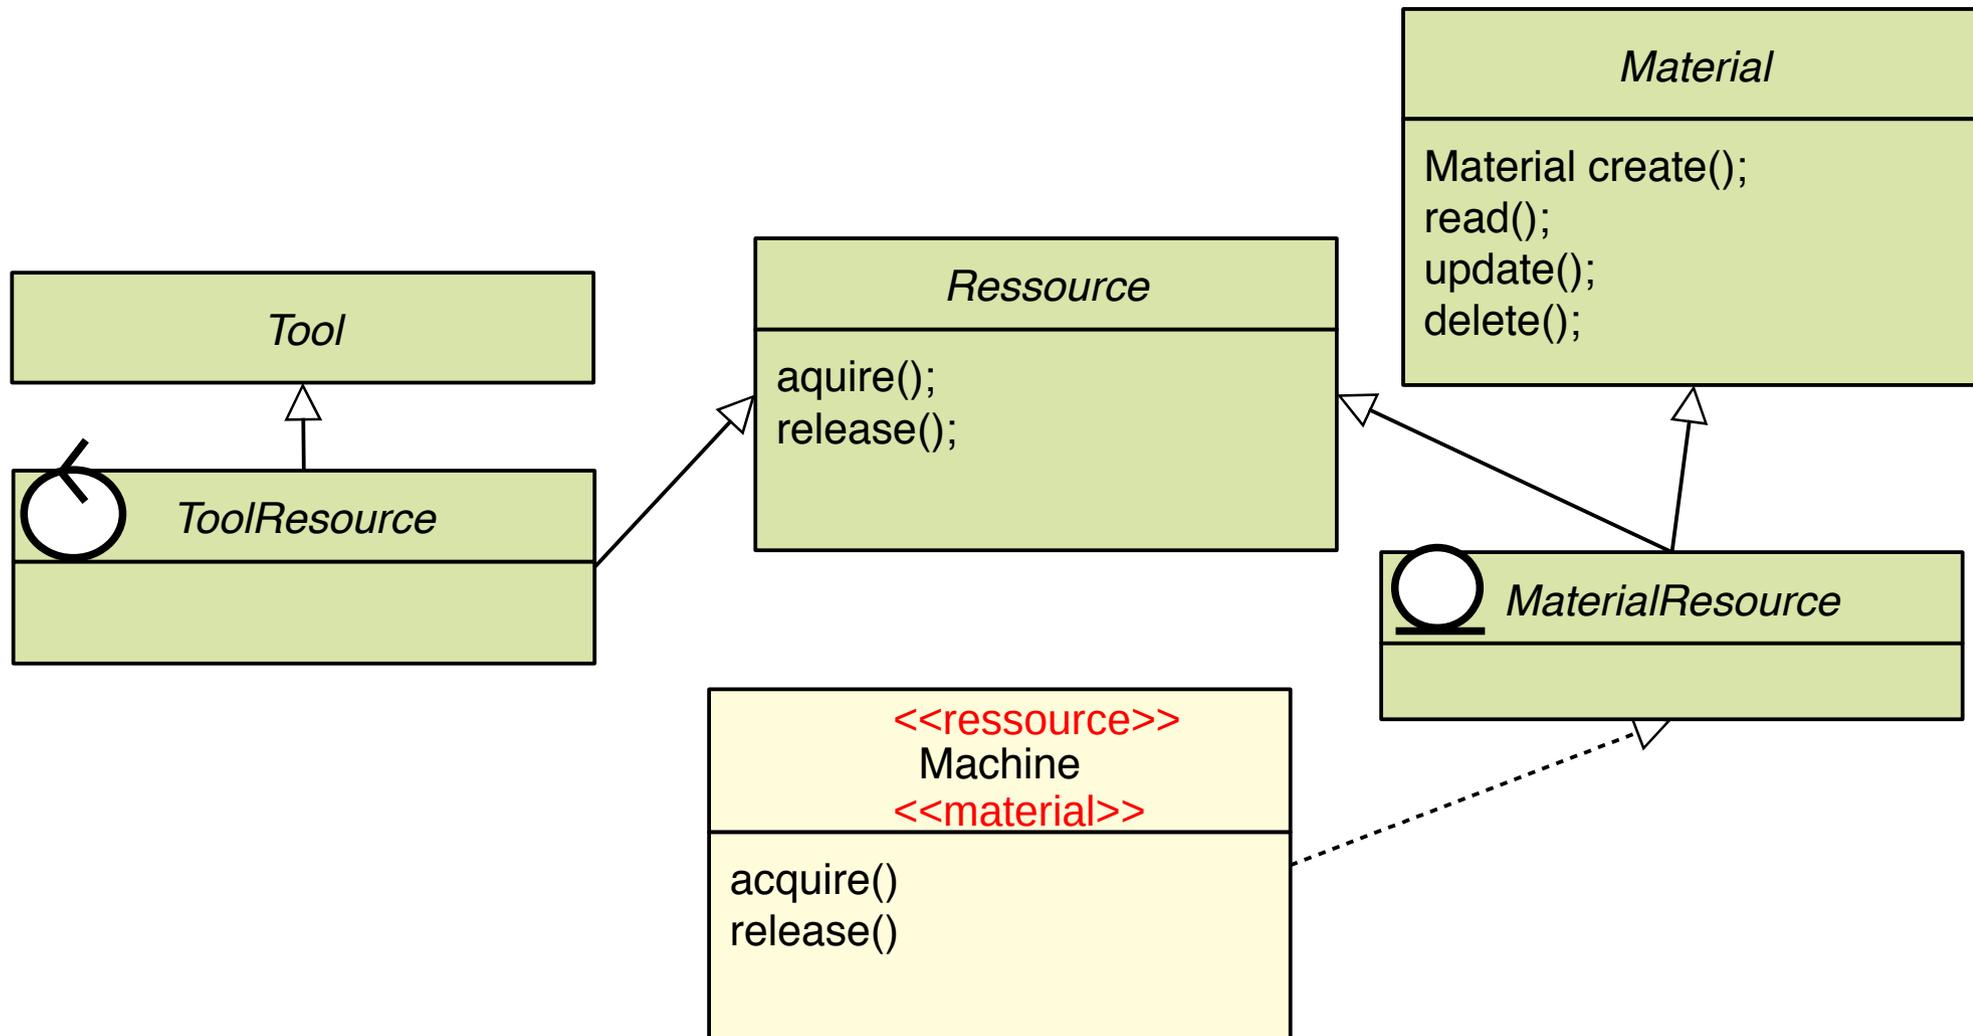 Material
Material create();
read();
update();
delete();
Ressource
aquire();
release();
Tool
ToolResource
MaterialResource
<<ressource>>
Machine
<<material>>
acquire()
release()